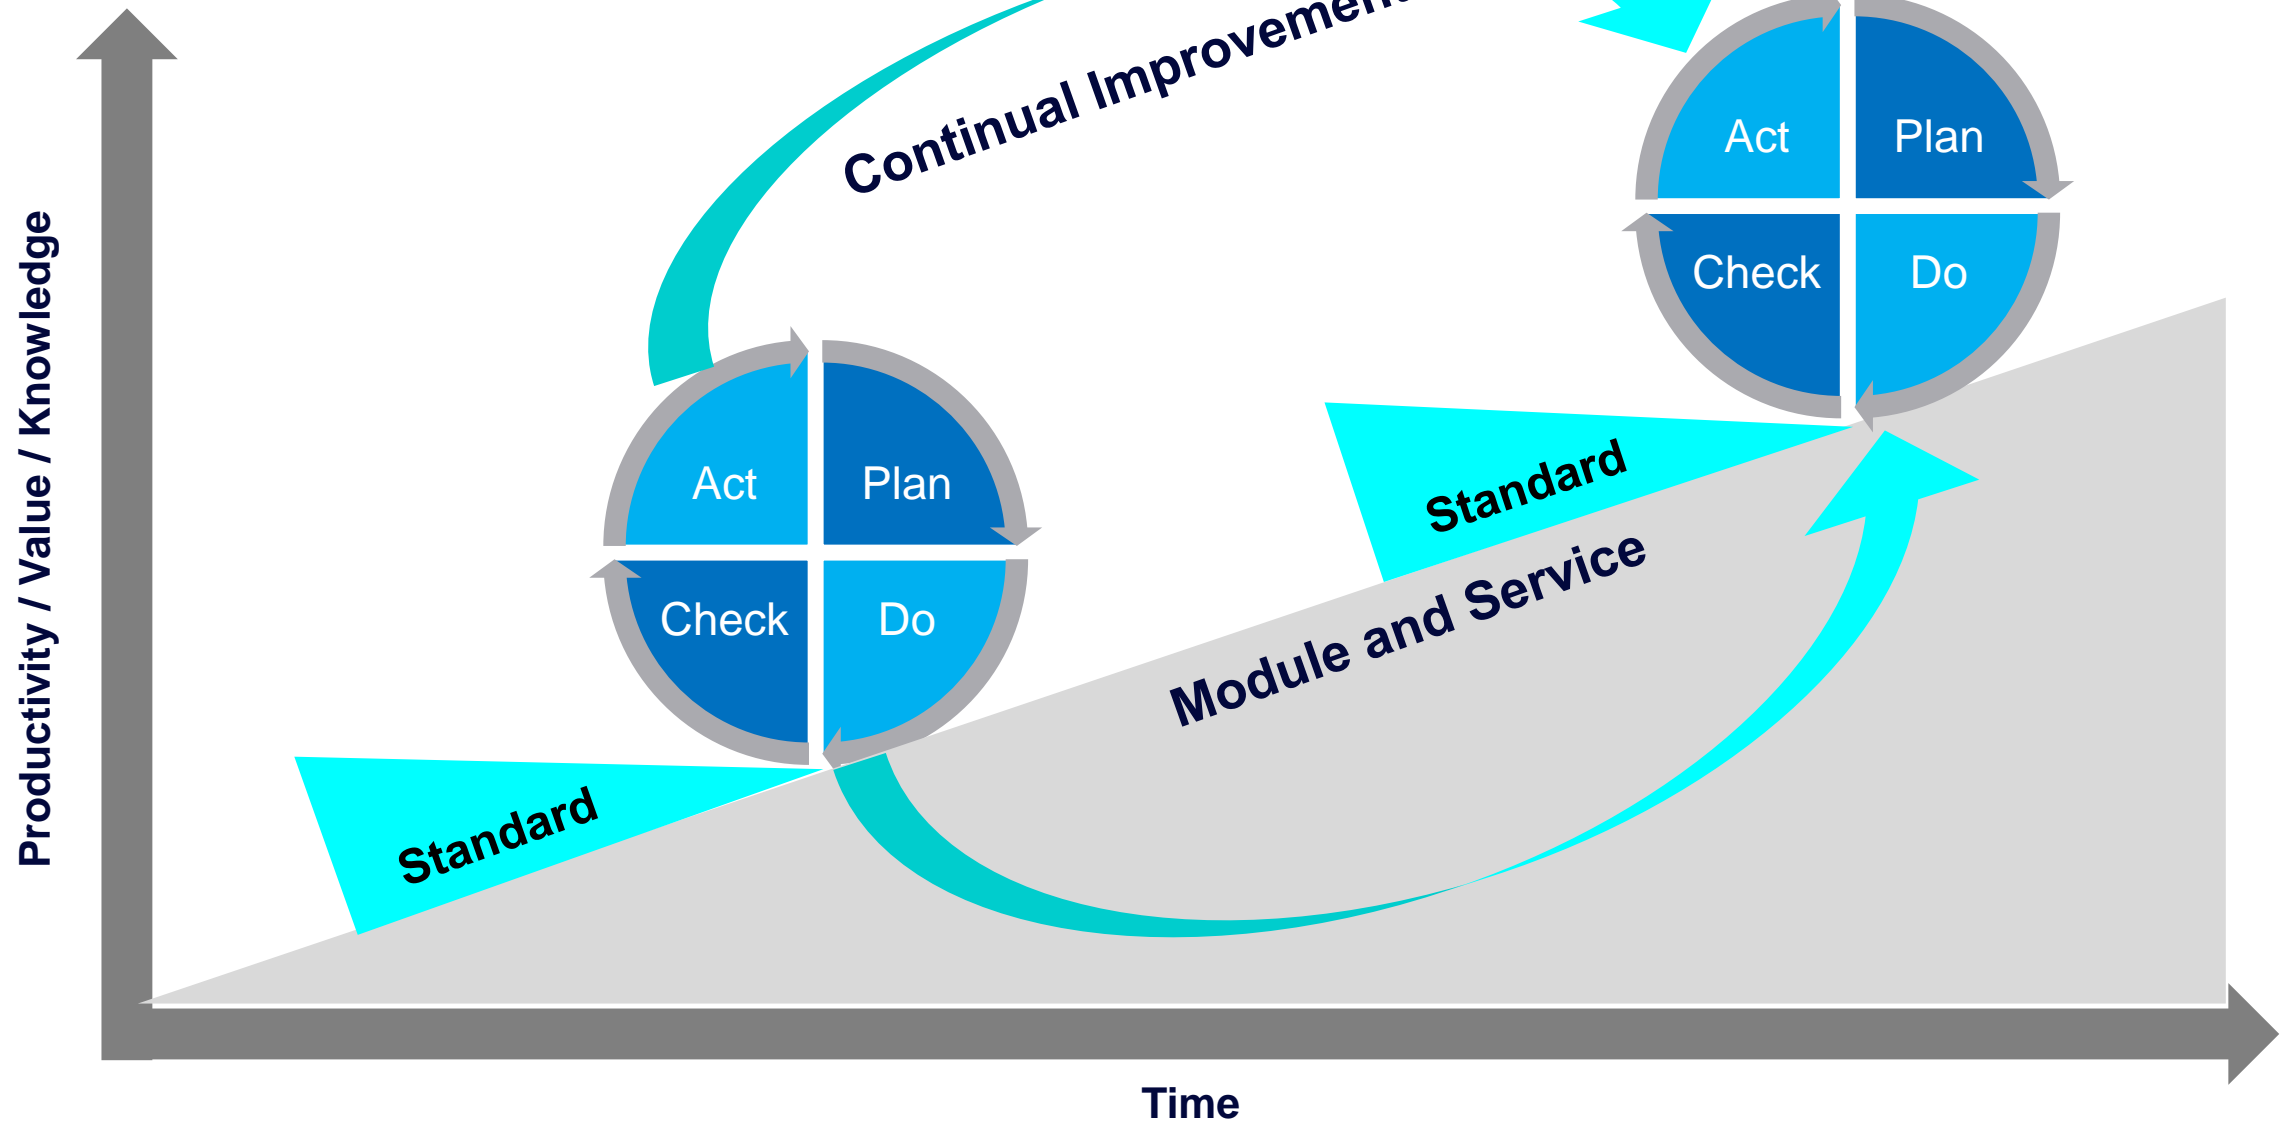 Continual Improvement
Act
Plan
Check
Do
Productivity / Value / Knowledge
Act
Plan
Check
Do
Standard
Module and Service
Standard
Time